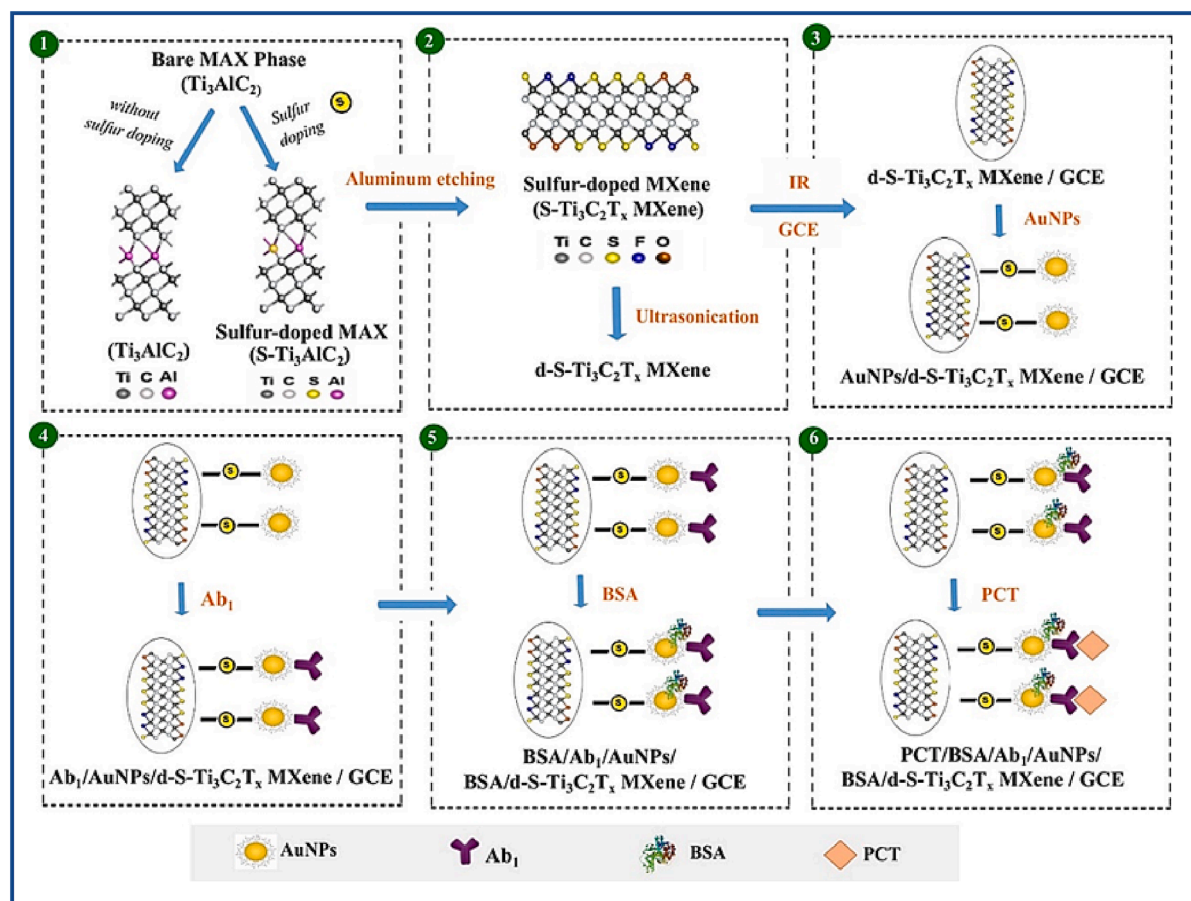 1
Bare MAX Phase
(Ti₃AlC₂)
without
sulfur doping
Sulfur
doping
S
(Ti₃AlC₂)
Ti C Al
Sulfur-doped MAX
(S-Ti₃AlC₂)
Ti C S Al
Aluminum etching
2
Sulfur-doped MXene
(S-Ti₃C₂Tₓ MXene)
Ti C S F O
Ultrasonication
d-S-Ti₃C₂Tₓ MXene
IR
GCE
3
d-S-Ti₃C₂Tₓ MXene / GCE
AuNPs
S
S
AuNPs/d-S-Ti₃C₂Tₓ MXene / GCE
4
S
S
Ab₁
S
S
Ab₁/AuNPs/d-S-Ti₃C₂Tₓ MXene / GCE
5
S
S
BSA
S
S
BSA/Ab₁/AuNPs/
BSA/d-S-Ti₃C₂Tₓ MXene / GCE
6
S
S
PCT
S
S
PCT/BSA/Ab₁/AuNPs/
BSA/d-S-Ti₃C₂Tₓ MXene / GCE
AuNPs
Ab₁
BSA
PCT